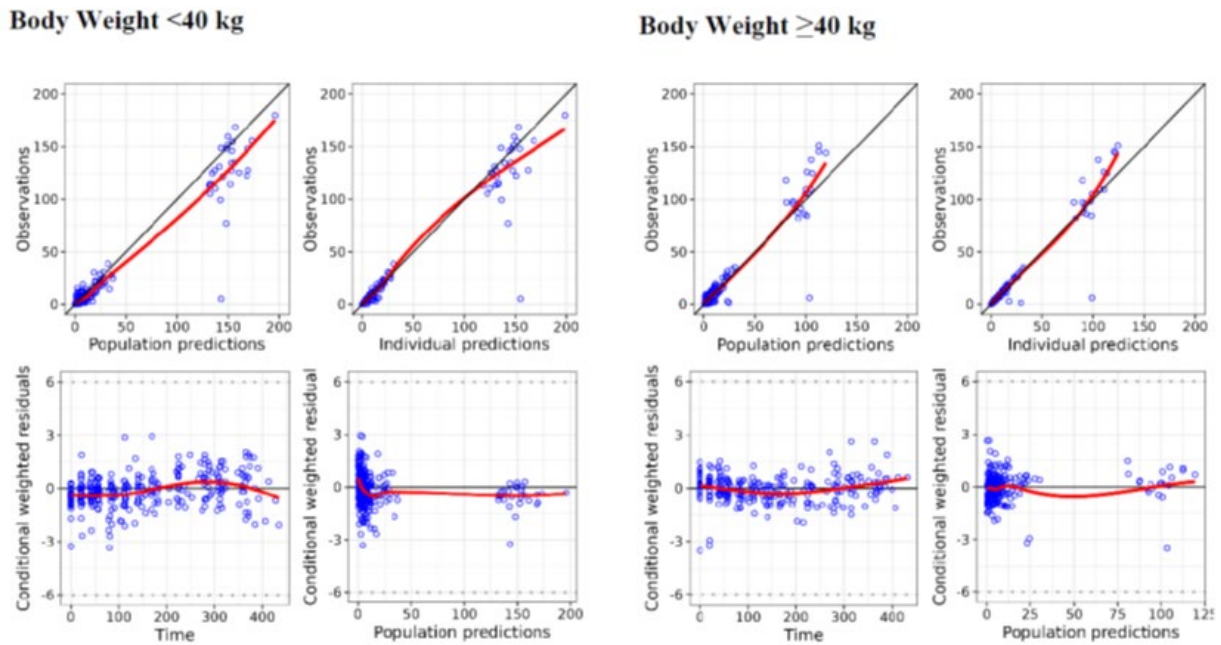 Body Weight <40 kg
Body Weight ≥40 kg
200
150
100
50
0
Observations
0 50 100 150 200
Population predictions
200
150
100
50
0
Observations
0 50 100 150 200
Individual predictions
200
150
100
50
0
Observations
0 50 100 150 200
Population predictions
200
150
100
50
0
Observations
0 50 100 150 200
Individual predictions
6
3
0
-3
-6
Conditional weighted residuals
0 100 200 300 400
Time
6
3
0
-3
-6
Conditional weighted residual
0 50 100 150 200
Population predictions
6
3
0
-3
-6
Conditional weighted residuals
0 100 200 300 400
Time
6
3
0
-3
-6
Conditional weighted residual
0 25 50 75 100
Population predictions